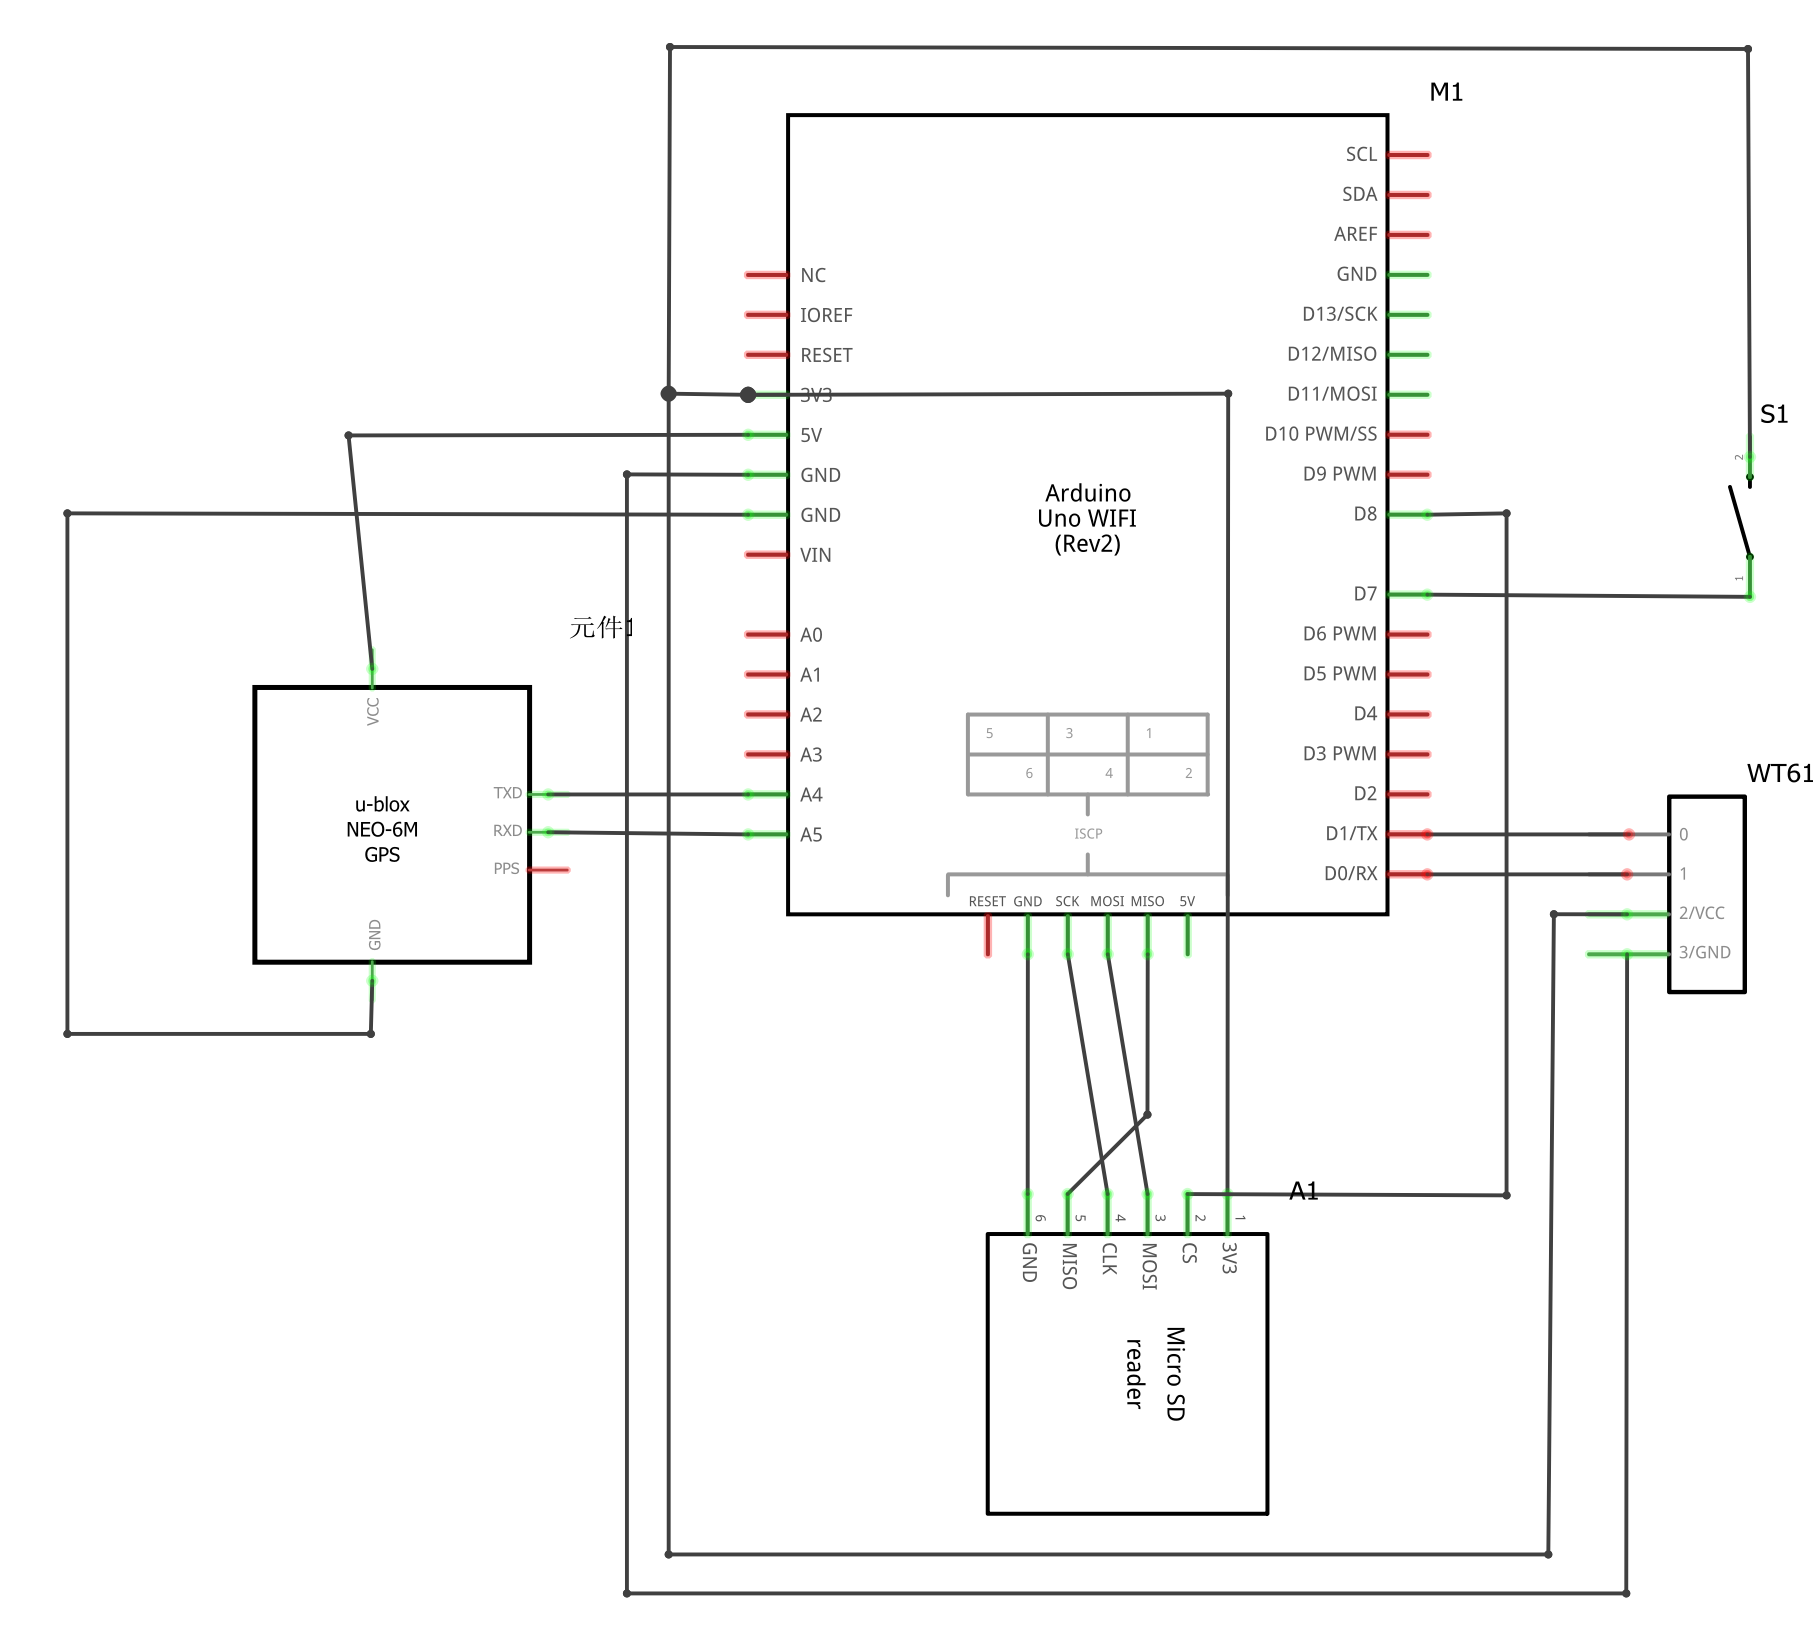 M1
SCL
SDA
AREF
GND
D13/SCK
D12/MISO
D11/MOSI
D10 PWM/SS
D9 PWM
D8
D7
D6 PWM
D5 PWM
D4
D3 PWM
D2
D1/TX
D0/RX
NC
IOREF
RESET
3V3
5V
GND
GND
VIN
A0
A1
A2
A3
A4
A5
Arduino
Uno WIFI
(Rev2)
5 3 1
6 4 2
ISCP
RESET GND SCK MOSI MISO 5V
S1
2
1
元件1
VCC
TXD
RXD
PPS
GND
u-blox
NEO-6M
GPS
WT61
0
1
2/VCC
3/GND
A1
6 5 4 3 2 1
GND MISO CLK MOSI CS 3V3
Micro SD
reader